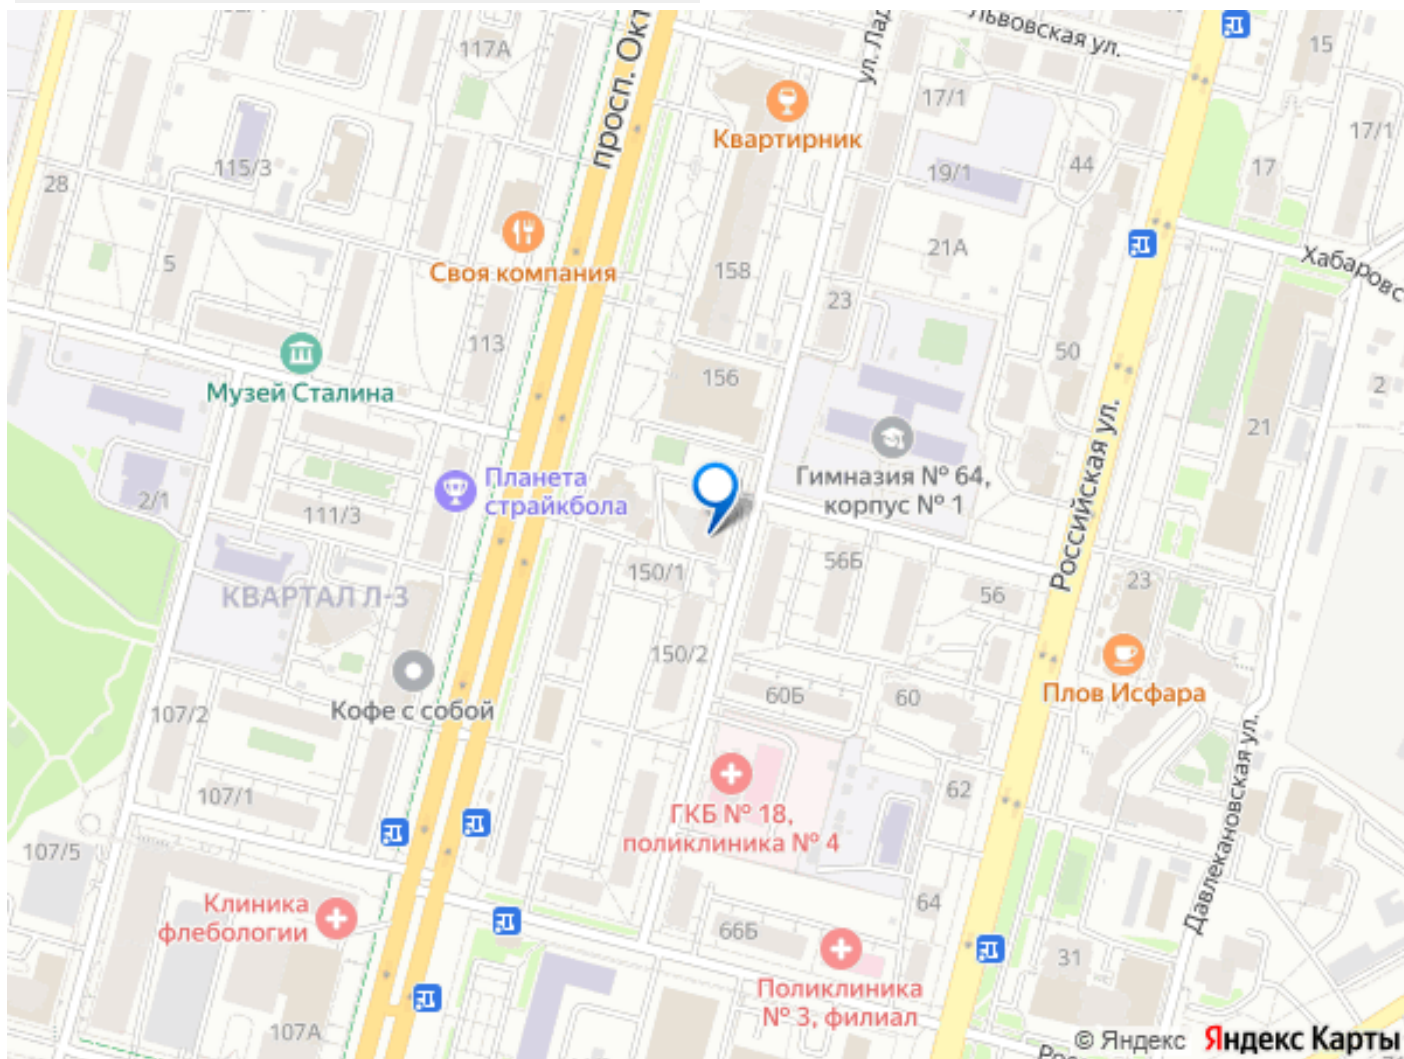 117А
просп. Окт
ул. Лад
Львовская ул.
15
17/1
Квартирник
17/1
115/3
28
19/1
44
17
Своя компания
5
158
21А
23
Хабаровс
113
Музей Сталина
156
50
2
21
Гимназия № 64,
корпус № 1
Российская ул.
Планета
страйкбола
2/1
111/3
КВАРТАЛ Л-3
150/1
56Б
56
23
150/2
60Б
60
Плов Исфара
Кофе с собой
107/2
107/1
ГКБ № 18,
поликлиника № 4
62
Давлекановская ул.
107/5
Клиника
флебологии
66Б
64
31
Поликлиника
№ 3, филиал
107А
© Яндекс Яндекс Карты